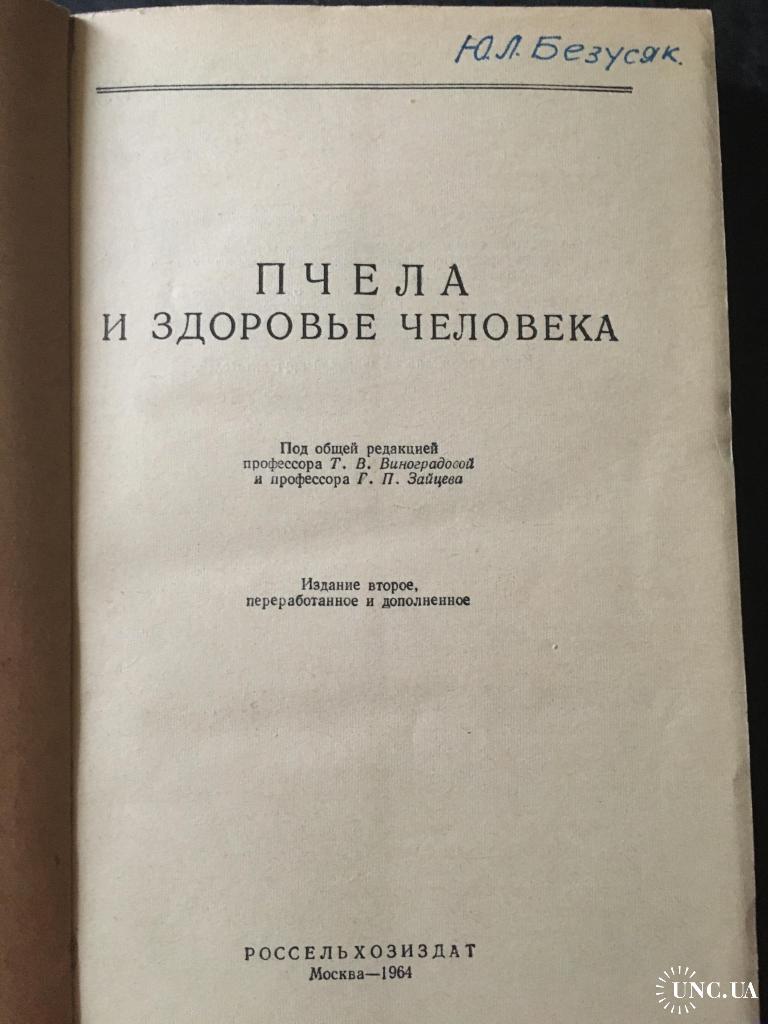 Ю.Л. Безусяк.
ПЧЕЛА
И ЗДОРОВЬЕ ЧЕЛОВЕКА
Под общей редакцией
профессора Т. В. Виноградовой
и профессора Г. П. Зайцева
Издание второе,
переработанное и дополненное
РОССЕЛЬХОЗИЗДАТ
Москва—1964
UNC.UA